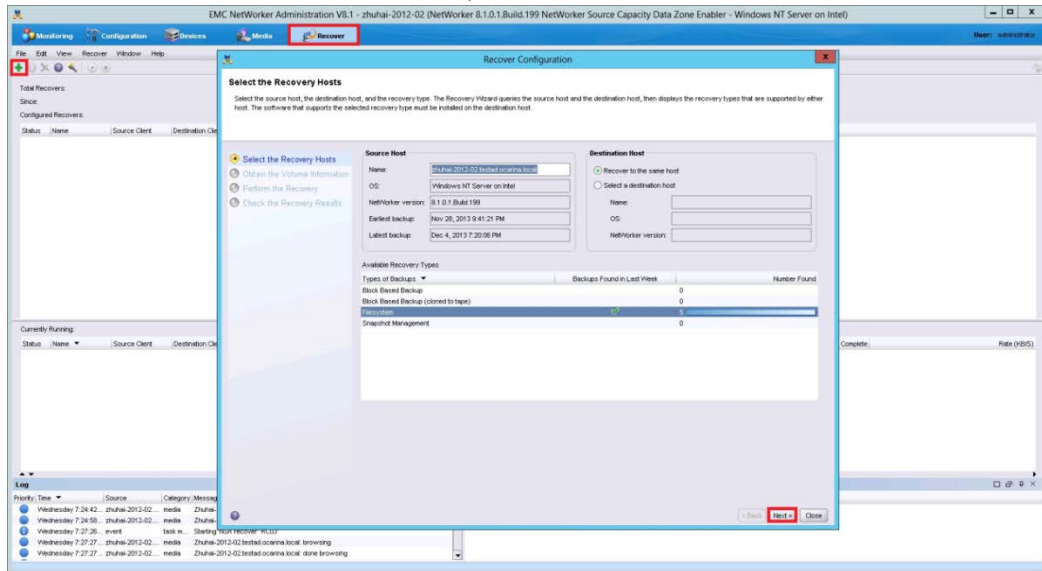 EMC NetWorker Administration V8.1 - zhuhai-2012-02 (NetWorker 8.1.0.1.Build.199 NetWorker Source Capacity Data Zone Enabler - Windows NT Server on Intel)
Monitoring Configuration Devices Media Recover User: administrator
File Edit View Recover Window Help
Total Recovers:
Since:
Configured Recovers:
Status Name Source Client Destination Clie
Recover Configuration
Select the Recovery Hosts
Select the source host, the destination host, and the recovery type. The Recovery Wizard queries the source host and the destination host, then displays the recovery types that are supported by either
host. The software that supports the selected recovery type must be installed on the destination host.
Select the Recovery Hosts
Obtain the Volume Information
Perform the Recovery
Check the Recovery Results
Source Host
Name: zhuhai-2012-02.testad.ocarina.local
OS: Windows NT Server on Intel
NetWorker version: 8.1.0.1.Build.199
Earliest backup: Nov 28, 2013 9:41:21 PM
Latest backup: Dec 4, 2013 7:20:06 PM
Destination Host
Recover to the same host
Select a destination host
Name:
OS:
NetWorker version:
Available Recovery Types
Types of Backups Backups Found in Last Week Number Found
Block Based Backup 0
Block Based Backup (cloned to tape) 0
Filesystem 5
Snapshot Management 0
< Back Next > Close
Currently Running:
Status Name Source Client Destination Clie Complete Rate (KB/S)
Log
Priority Time Source Category Messag
Wednesday 7:24:42... zhuhai-2012-02... media Zhuhai-
Wednesday 7:24:58... zhuhai-2012-02... media Zhuhai-
Wednesday 7:27:26... event task m... Starting NSR recover
Wednesday 7:27:27... zhuhai-2012-02... media Zhuhai-2012-02.testad.ocarina.local: browsing
Wednesday 7:27:27... zhuhai-2012-02... media Zhuhai-2012-02.testad.ocarina.local: done browsing